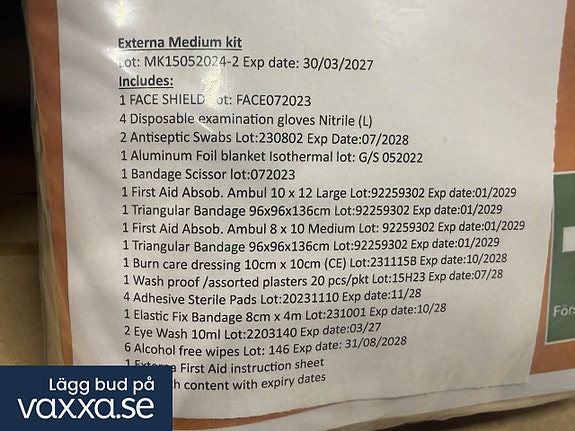 Externa Medium kit
Lot: MK15052024-2 Exp date: 30/03/2027
Includes:
1 FACE SHIELD Lot: FACE072023
4 Disposable examination gloves Nitrile (L)
2 Antiseptic Swabs Lot:230802 Exp Date:07/2028
1 Aluminum Foil blanket Isothermal lot: G/S 052022
1 Bandage Scissor lot:072023
1 First Aid Absob. Ambul 10 x 12 Large Lot:92259302 Exp date:01/2029
1 Triangular Bandage 96x96x136cm Lot:92259302 Exp date:01/2029
1 First Aid Absob. Ambul 8 x 10 Medium Lot: 92259302 Exp date:01/2029
1 Triangular Bandage 96x96x136cm Lot:92259302 Exp date:01/2029
1 Burn care dressing 10cm x 10cm (CE) Lot:231115B Exp date:10/2028
1 Wash proof /assorted plasters 20 pcs/pkt Lot:15H23 Exp date:07/28
4 Adhesive Sterile Pads Lot:20231110 Exp date:11/28
1 Elastic Fix Bandage 8cm x 4m Lot:231001 Exp date:10/28
2 Eye Wash 10ml Lot:2203140 Exp date:03/27
6 Alcohol free wipes Lot: 146 Exp date: 31/08/2028
1 Externa First Aid instruction sheet
content with expiry dates
Förs
Lägg bud på
vaxxa.se